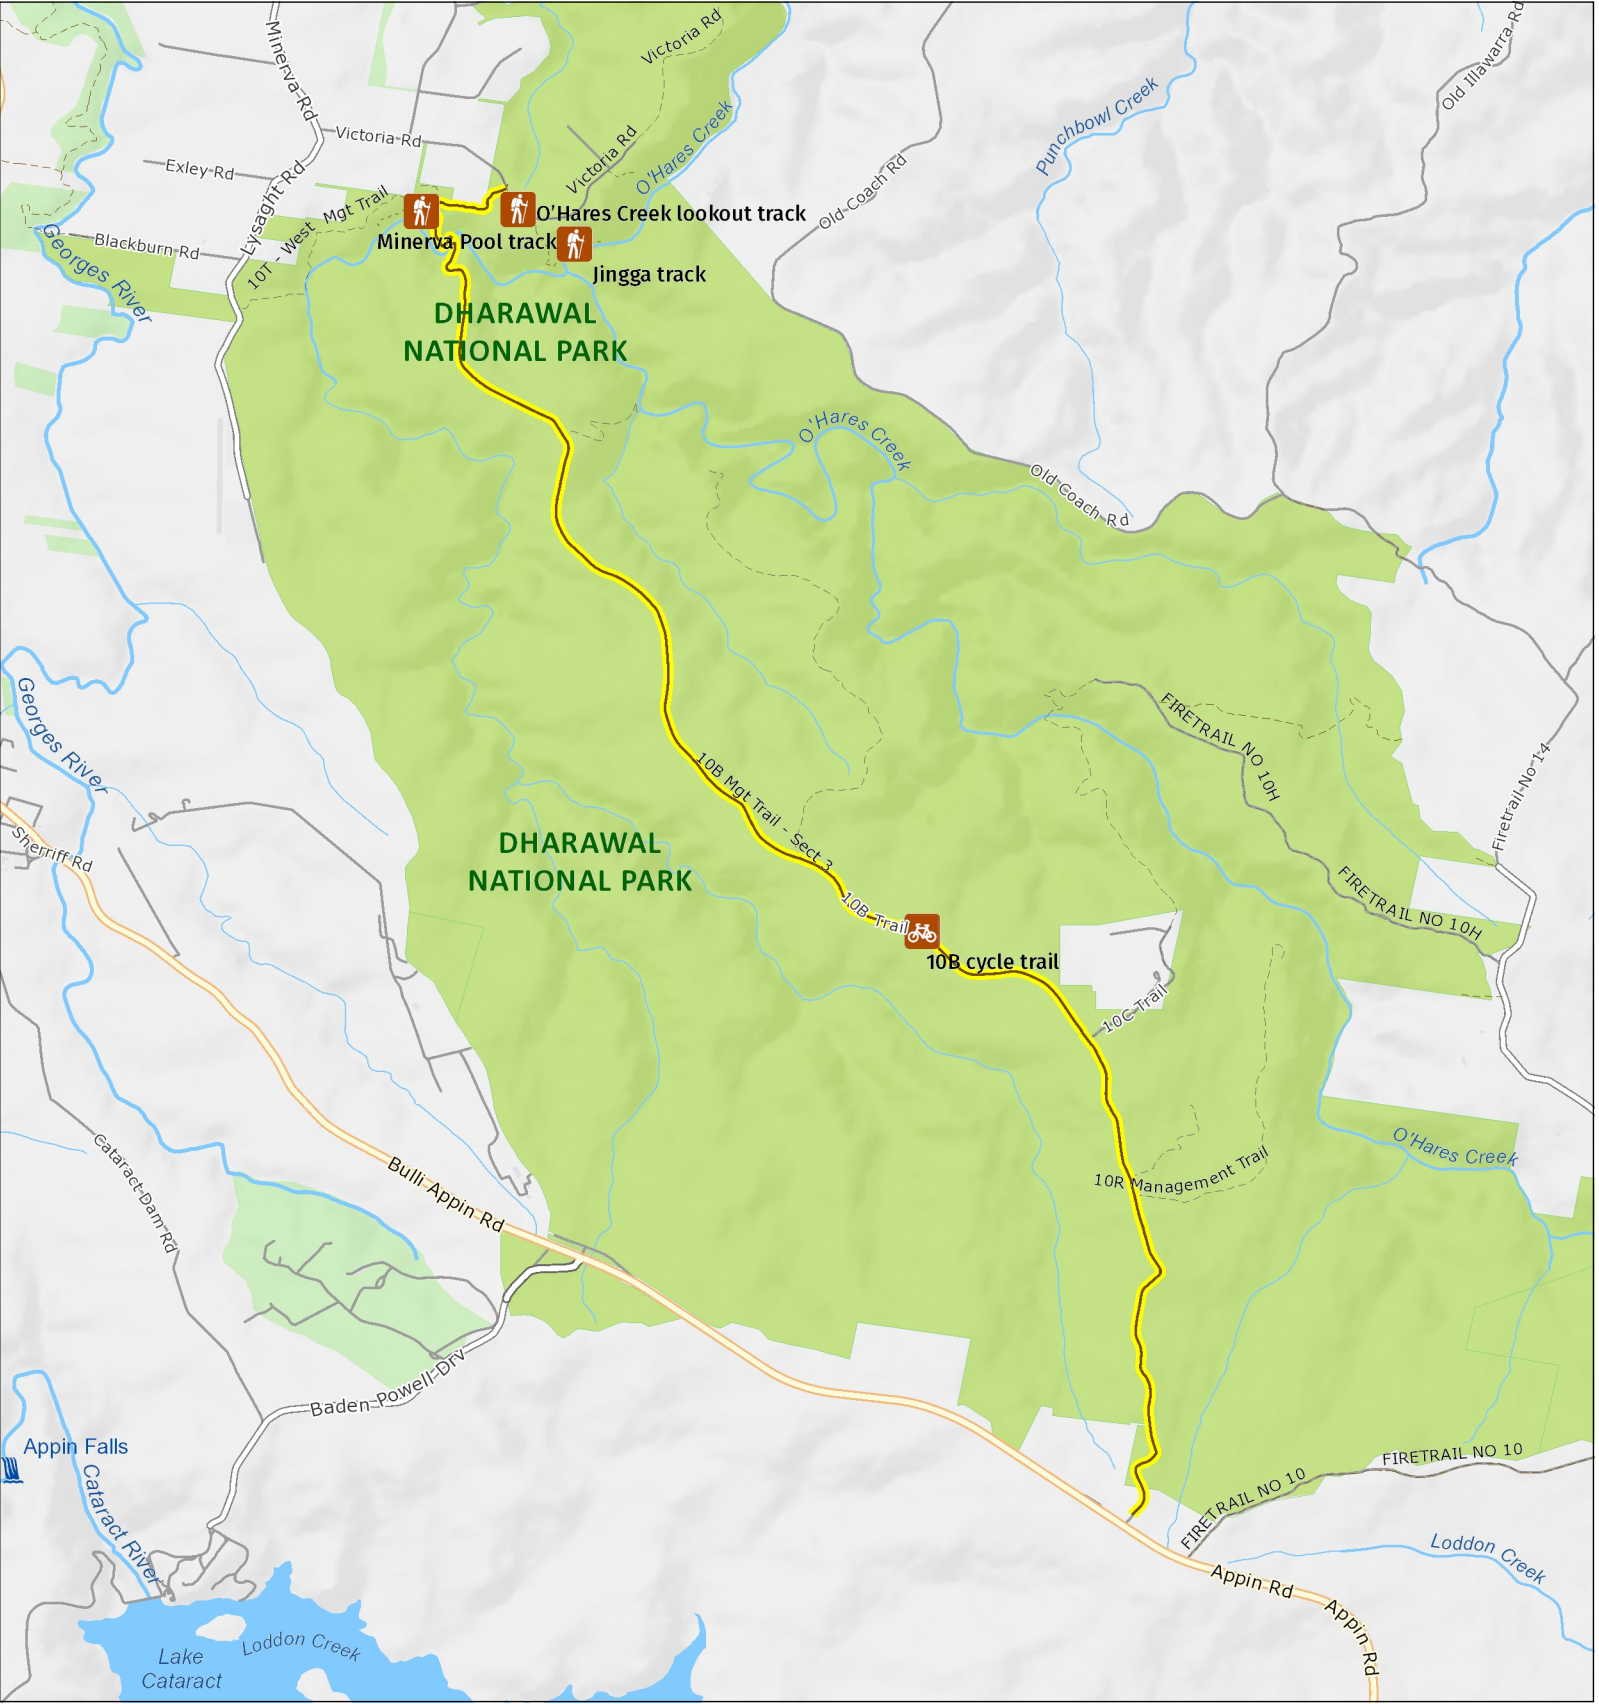 Minerva Rd
Victoria Rd
Old Illawarra Rd
Punchbowl Creek
O'Hares Creek
Victoria Rd
Victoria Rd
Exley Rd
Lysaght Rd
Old Coach Rd
10T - West Mgt Trail
O'Hares Creek lookout track
Minerva Pool track
Blackburn Rd
Georges River
Jingga track
DHARAWAL
NATIONAL PARK
O'Hares Creek
Old Coach Rd
Georges River
FIRETRAIL NO 10H
10B Mgt Trail - Sect 3
Firetrail No 14
Sherriff Rd
DHARAWAL
NATIONAL PARK
FIRETRAIL NO 10H
10B Trail
10B cycle trail
10C Trail
Cataract Dam Rd
O'Hares Creek
Bulli Appin Rd
10R Management Trail
Baden Powell Drv
Appin Falls
FIRETRAIL NO 10
FIRETRAIL NO 10
Cataract River
Loddon Creek
Appin Rd
Appin Rd
Loddon Creek
Lake
Cataract